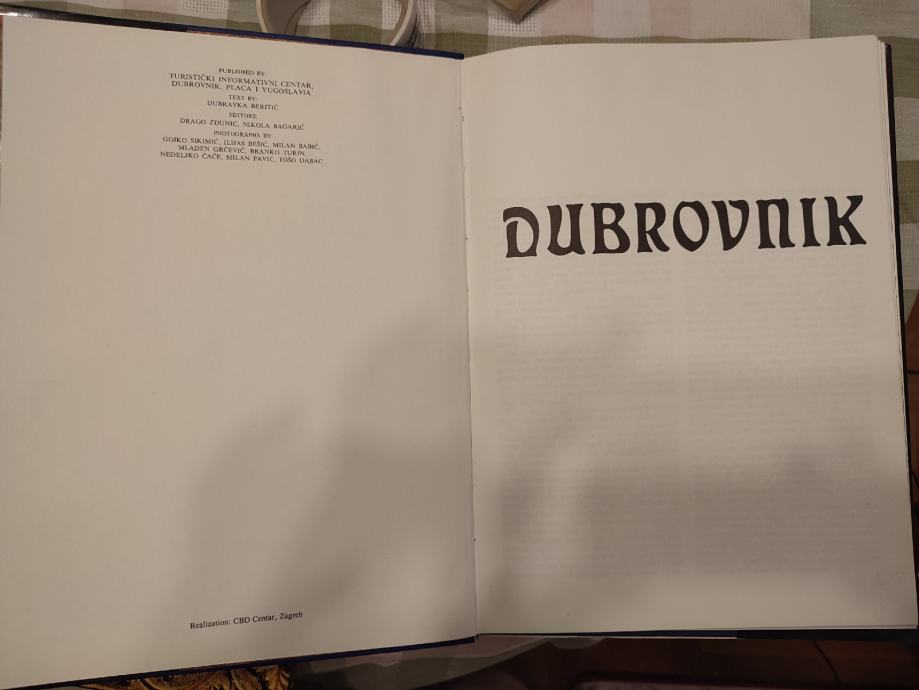 PUBLISHED BY:
TURISTIČKI INFORMATIVNI CENTAR,
DUBROVNIK, PLACA I YUGOSLAVIA
TEXT BY:
DUBRAVKA BERITIĆ
EDITORS:
DRAGO ZDUNIĆ, NIKOLA BAGARIĆ
PHOTOGRAPHS BY:
GOJKO SIKIMIĆ, ILIJAS BEŠIĆ, MILAN BABIĆ,
MLADEN GRČEVIĆ, BRANKO TURIN,
NEDELJKO ČAČE, MILAN PAVIĆ, TOŠO DABAC
Realization: CBD Centar, Zagreb
DUBROVNIK